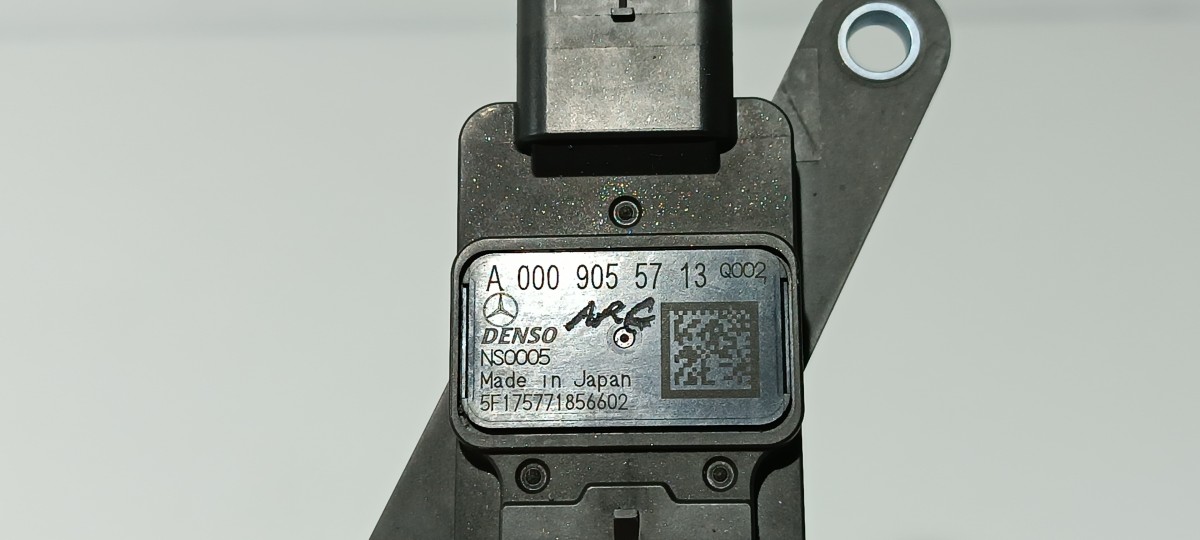 A 000 905 57 13 Q002
DENSO
NS0005
Made in Japan
5F175771856602